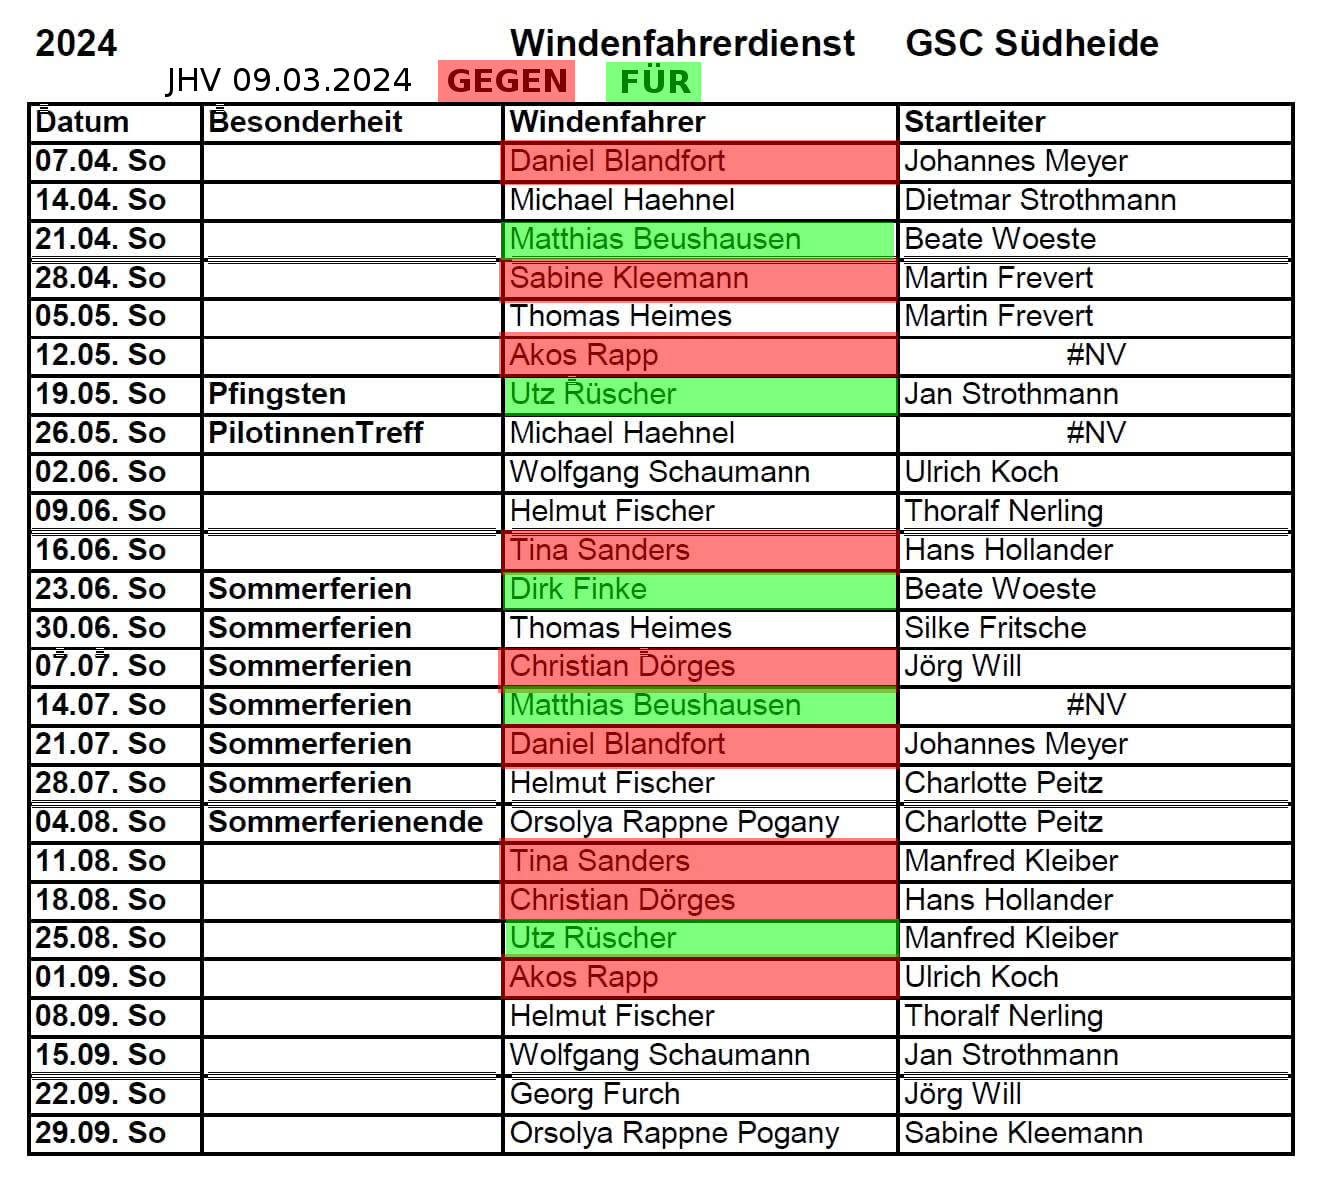 2024 Windenfahrerdienst GSC Südheide
JHV 09.03.2024 GEGEN FÜR
Datum Besonderheit Windenfahrer Startleiter
07.04. So Daniel Blandfort Johannes Meyer
14.04. So Michael Haehnel Dietmar Strothmann
21.04. So Matthias Beushausen Beate Woeste
28.04. So Sabine Kleemann Martin Frevert
05.05. So Thomas Heimes Martin Frevert
12.05. So Akos Rapp #NV
19.05. So Pfingsten Utz Rüscher Jan Strothmann
26.05. So PilotinnenTreff Michael Haehnel #NV
02.06. So Wolfgang Schaumann Ulrich Koch
09.06. So Helmut Fischer Thoralf Nerling
16.06. So Tina Sanders Hans Hollander
23.06. So Sommerferien Dirk Finke Beate Woeste
30.06. So Sommerferien Thomas Heimes Silke Fritsche
07.07. So Sommerferien Christian Dörges Jörg Will
14.07. So Sommerferien Matthias Beushausen #NV
21.07. So Sommerferien Daniel Blandfort Johannes Meyer
28.07. So Sommerferien Helmut Fischer Charlotte Peitz
04.08. So Sommerferienende Orsolya Rappne Pogany Charlotte Peitz
11.08. So Tina Sanders Manfred Kleiber
18.08. So Christian Dörges Hans Hollander
25.08. So Utz Rüscher Manfred Kleiber
01.09. So Akos Rapp Ulrich Koch
08.09. So Helmut Fischer Thoralf Nerling
15.09. So Wolfgang Schaumann Jan Strothmann
22.09. So Georg Furch Jörg Will
29.09. So Orsolya Rappne Pogany Sabine Kleemann